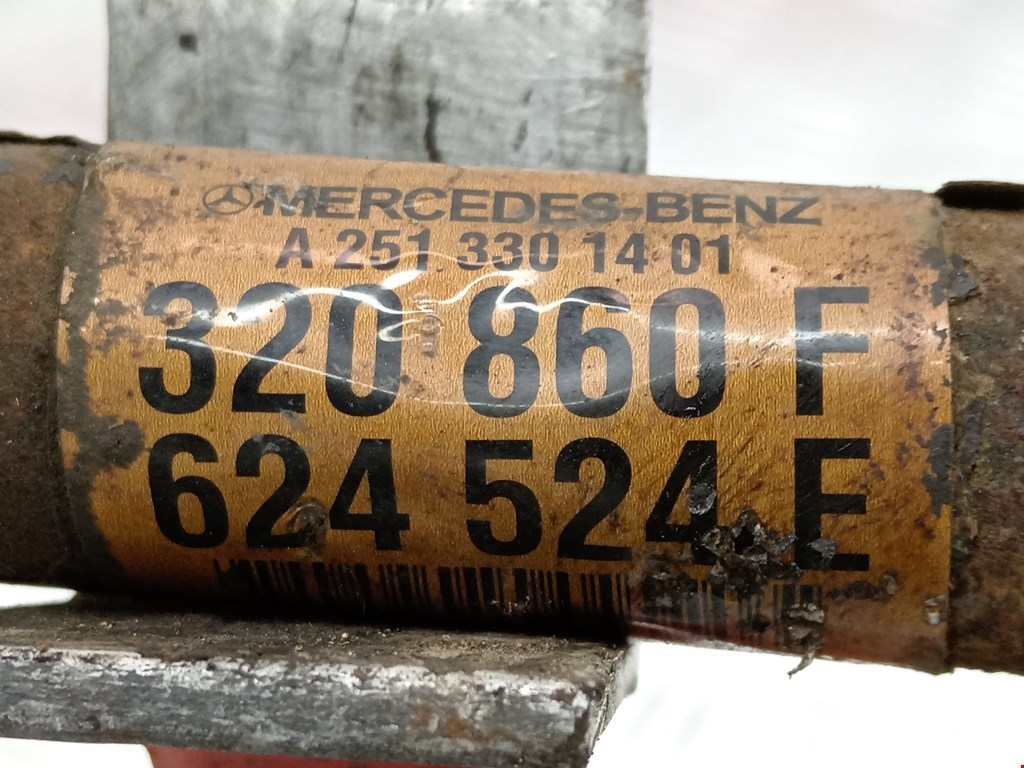 MERCEDES-BENZ
A 251 330 14 01
320 860 F
624 524 E